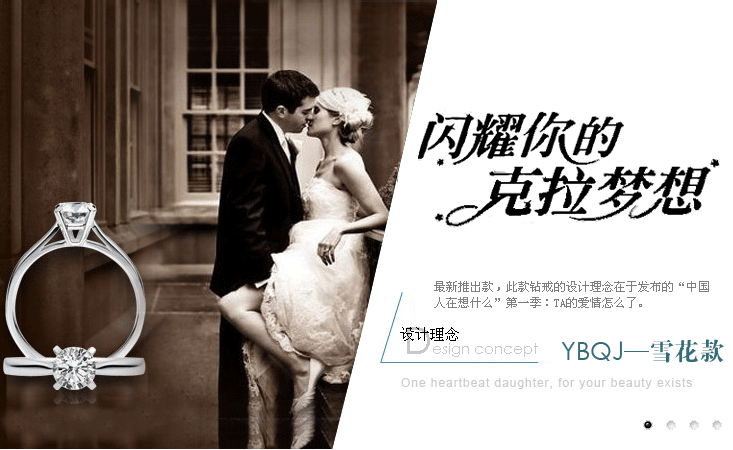 闪耀你的
克拉梦想
最新推出款，此款钻戒的设计理念在于发布的“中国
人在想什么”第一季：TA的爱情怎么了。
设计理念
Design concept
YBQJ—雪花款
One heartbeat daughter, for your beauty exists